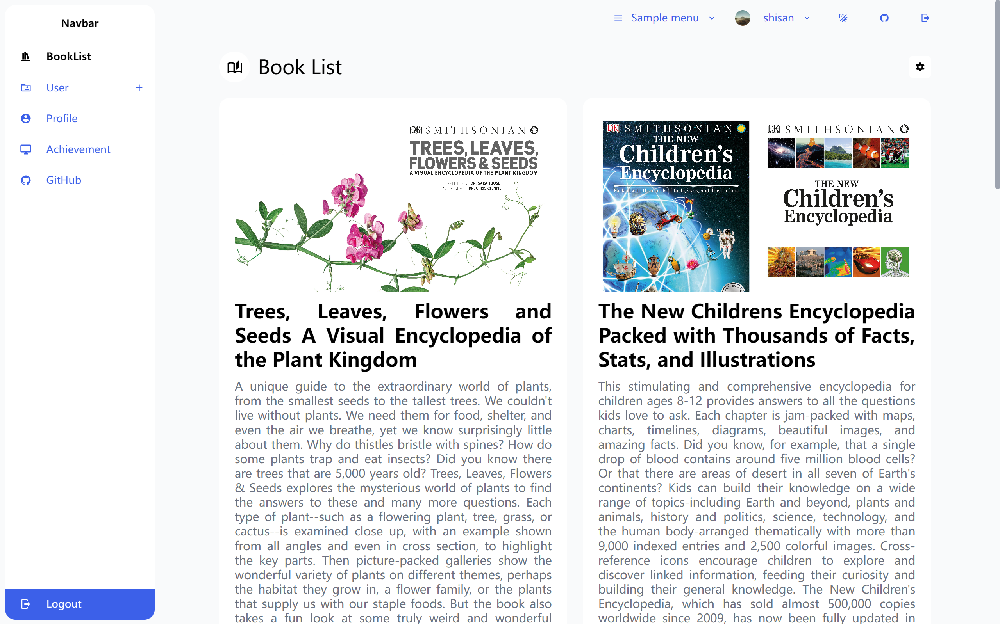 Navbar
BookList
User
Profile
Achievement
GitHub
Logout
Sample menu
shisan
Book List
DK SMITHSONIAN
TREES, LEAVES,
FLOWERS & SEEDS
A VISUAL ENCYCLOPEDIA OF THE PLANT KINGDOM
DR. SARAH JOSE
DR. CHRIS CLENNETT
Trees, Leaves, Flowers and
Seeds A Visual Encyclopedia of
the Plant Kingdom
A unique guide to the extraordinary world of plants,
from the smallest seeds to the tallest trees. We couldn't
live without plants. We need them for food, shelter, and
even the air we breathe, yet we know surprisingly little
about them. Why do thistles bristle with spines? How do
some plants trap and eat insects? Did you know there
are trees that are 5,000 years old? Trees, Leaves, Flowers
& Seeds explores the mysterious world of plants to find
the answers to these and many more questions. Each
type of plant--such as a flowering plant, tree, grass, or
cactus--is examined close up, with an example shown
from all angles and even in cross section, to highlight
the key parts. Then picture-packed galleries show the
wonderful variety of plants on different themes, perhaps
the habitat they grow in, a flower family, or the plants
that supply us with our staple foods. But the book also
takes a fun look at some truly weird and wonderful
DK SMITHSONIAN
THE NEW
Children's
Encyclopedia
Packed with thousands of facts, stats, and illustrations
DK SMITHSONIAN
THE NEW
Children's
Encyclopedia
The New Childrens Encyclopedia
Packed with Thousands of Facts,
Stats, and Illustrations
This stimulating and comprehensive encyclopedia for
children ages 8-12 provides answers to all the questions
kids love to ask. Each chapter is jam-packed with maps,
charts, timelines, diagrams, beautiful images, and
amazing facts. Did you know, for example, that a single
drop of blood contains around five million blood cells?
Or that there are areas of desert in all seven of Earth's
continents? Kids can build their knowledge on a wide
range of topics-including Earth and beyond, plants and
animals, history and politics, science, technology, and
the human body-arranged thematically with more than
9,000 indexed entries and 2,500 colorful images. Cross-
reference icons encourage children to explore and
discover linked information, feeding their curiosity and
building their general knowledge. The New Children's
Encyclopedia, which has sold almost 500,000 copies
worldwide since 2009, has now been fully updated in